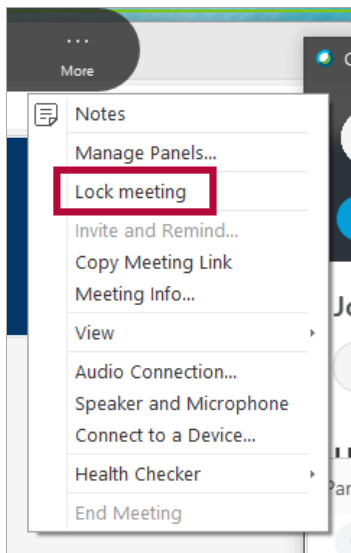 ...
More
Notes
Manage Panels...
Lock meeting
Invite and Remind...
Copy Meeting Link
Meeting Info...
View
Audio Connection...
Speaker and Microphone
Connect to a Device...
Health Checker
End Meeting